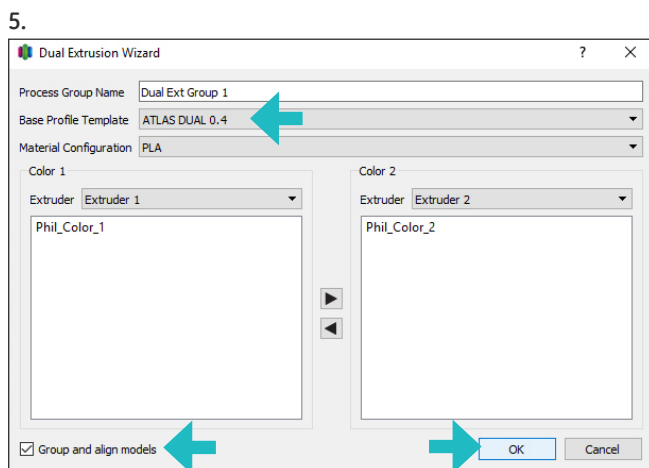 5.
Dual Extrusion Wizard ?
Process Group Name Dual Ext Group 1
Base Profile Template ATLAS DUAL 0.4
Material Configuration PLA
Color 1 Color 2
Extruder Extruder 1 Extruder Extruder 2
Phil_Color_1 Phil_Color_2
Group and align models OK Cancel